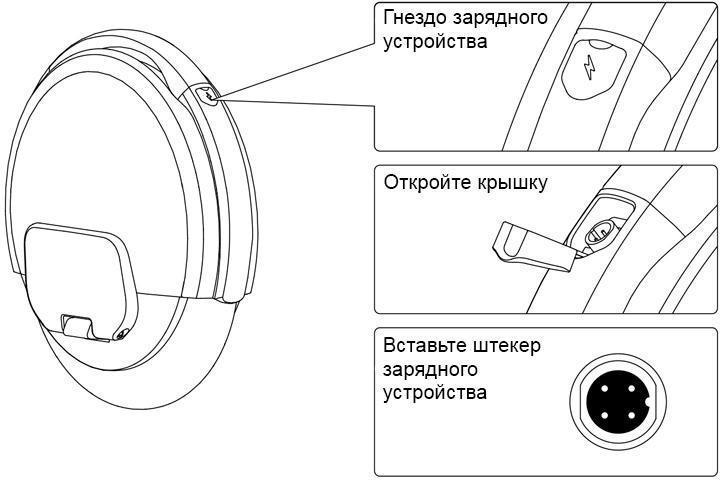 Гнездо зарядного
устройства
Откройте крышку
Вставьте штекер
зарядного
устройства